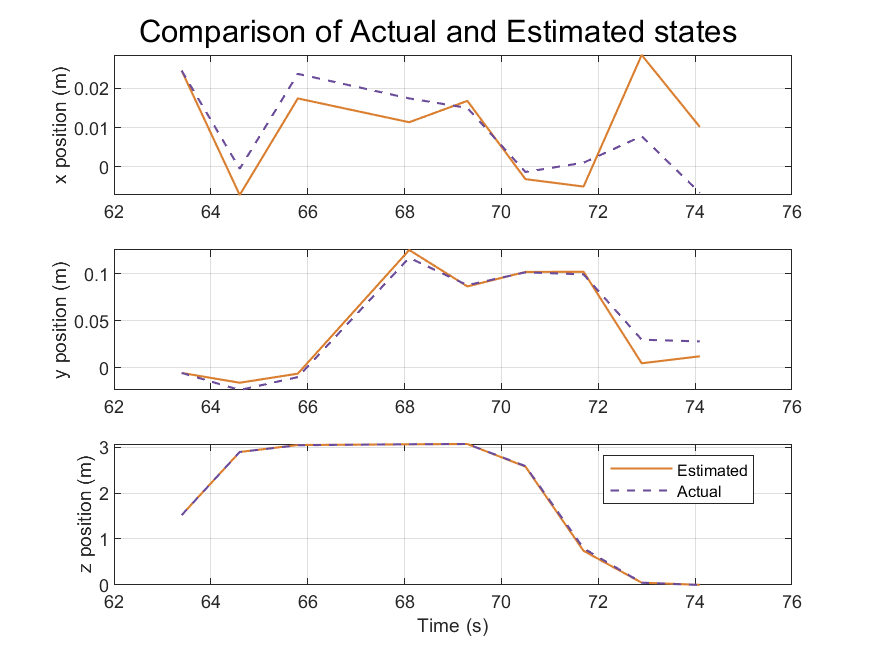 Comparison of Actual and Estimated states
x position (m)
0.02
0.01
0
62 64 66 68 70 72 74 76
y position (m)
0.1
0.05
0
62 64 66 68 70 72 74 76
z position (m)
3
2
1
0
Estimated
Actual
62 64 66 68 70 72 74 76
Time (s)